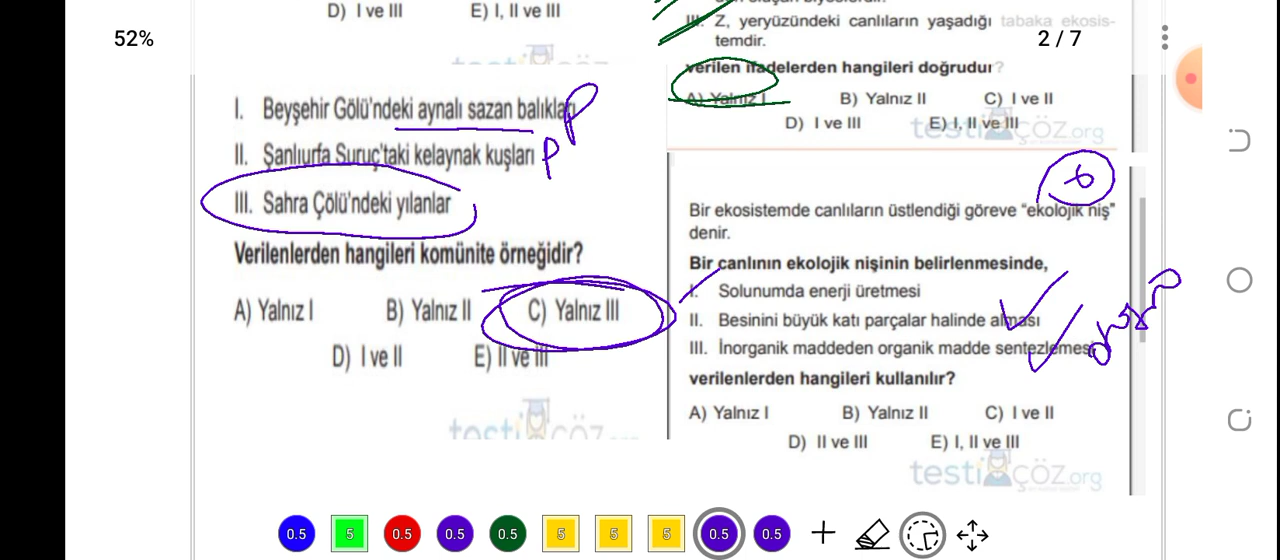 52%
2 / 7
D) I ve III E) I, II ve III
I. Beyşehir Gölü'ndeki aynalı sazan balıkları P
II. Şanlıurfa Suruç'taki kelaynak kuşları P
III. Sahra Çölü'ndeki yılanlar
Verilenlerden hangileri komünite örneğidir?
A) Yalnız I B) Yalnız II C) Yalnız III
D) I ve II E) II ve III
III. Z, yeryüzündeki canlıların yaşadığı tabaka ekosis-
temdir.
verilen ifadelerden hangileri doğrudur?
A) Yalnız I B) Yalnız II C) I ve II
D) I ve III E) I, II ve III
testiÇÖZ.org
6
Bir ekosistemde canlıların üstlendiği göreve "ekolojik niş"
denir.
Bir canlının ekolojik nişinin belirlenmesinde,
I. Solunumda enerji üretmesi
II. Besinini büyük katı parçalar halinde alması
III. İnorganik maddeden organik madde sentezlemesi
verilenlerden hangileri kullanılır?
A) Yalnız I B) Yalnız II C) I ve II
D) II ve III E) I, II ve III
testiÇÖZ.org
0.5 5 0.5 0.5 0.5 5 5 5 0.5 0.5